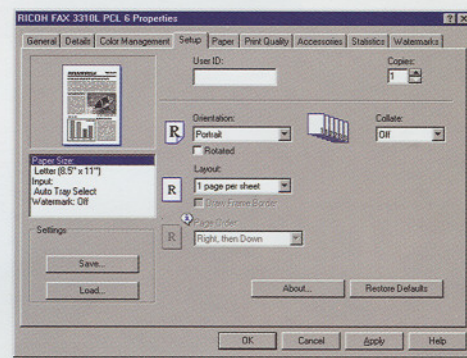 RICOH FAX 3310L PCL 6 Properties
General Details Color Management Setup Paper Print Quality Accessories Statistics Watermarks
User ID:
Copies:
1
Orientation:
Portrait
Rotated
Collate:
Off
Paper Size:
Letter (8.5" x 11")
Input:
Auto Tray Select
Watermark: Off
Layout:
1 page per sheet
Draw Frame Border
Page Order:
Right, then Down
Settings
Save...
Load...
About...
Restore Defaults
OK Cancel Apply Help
R
R
R